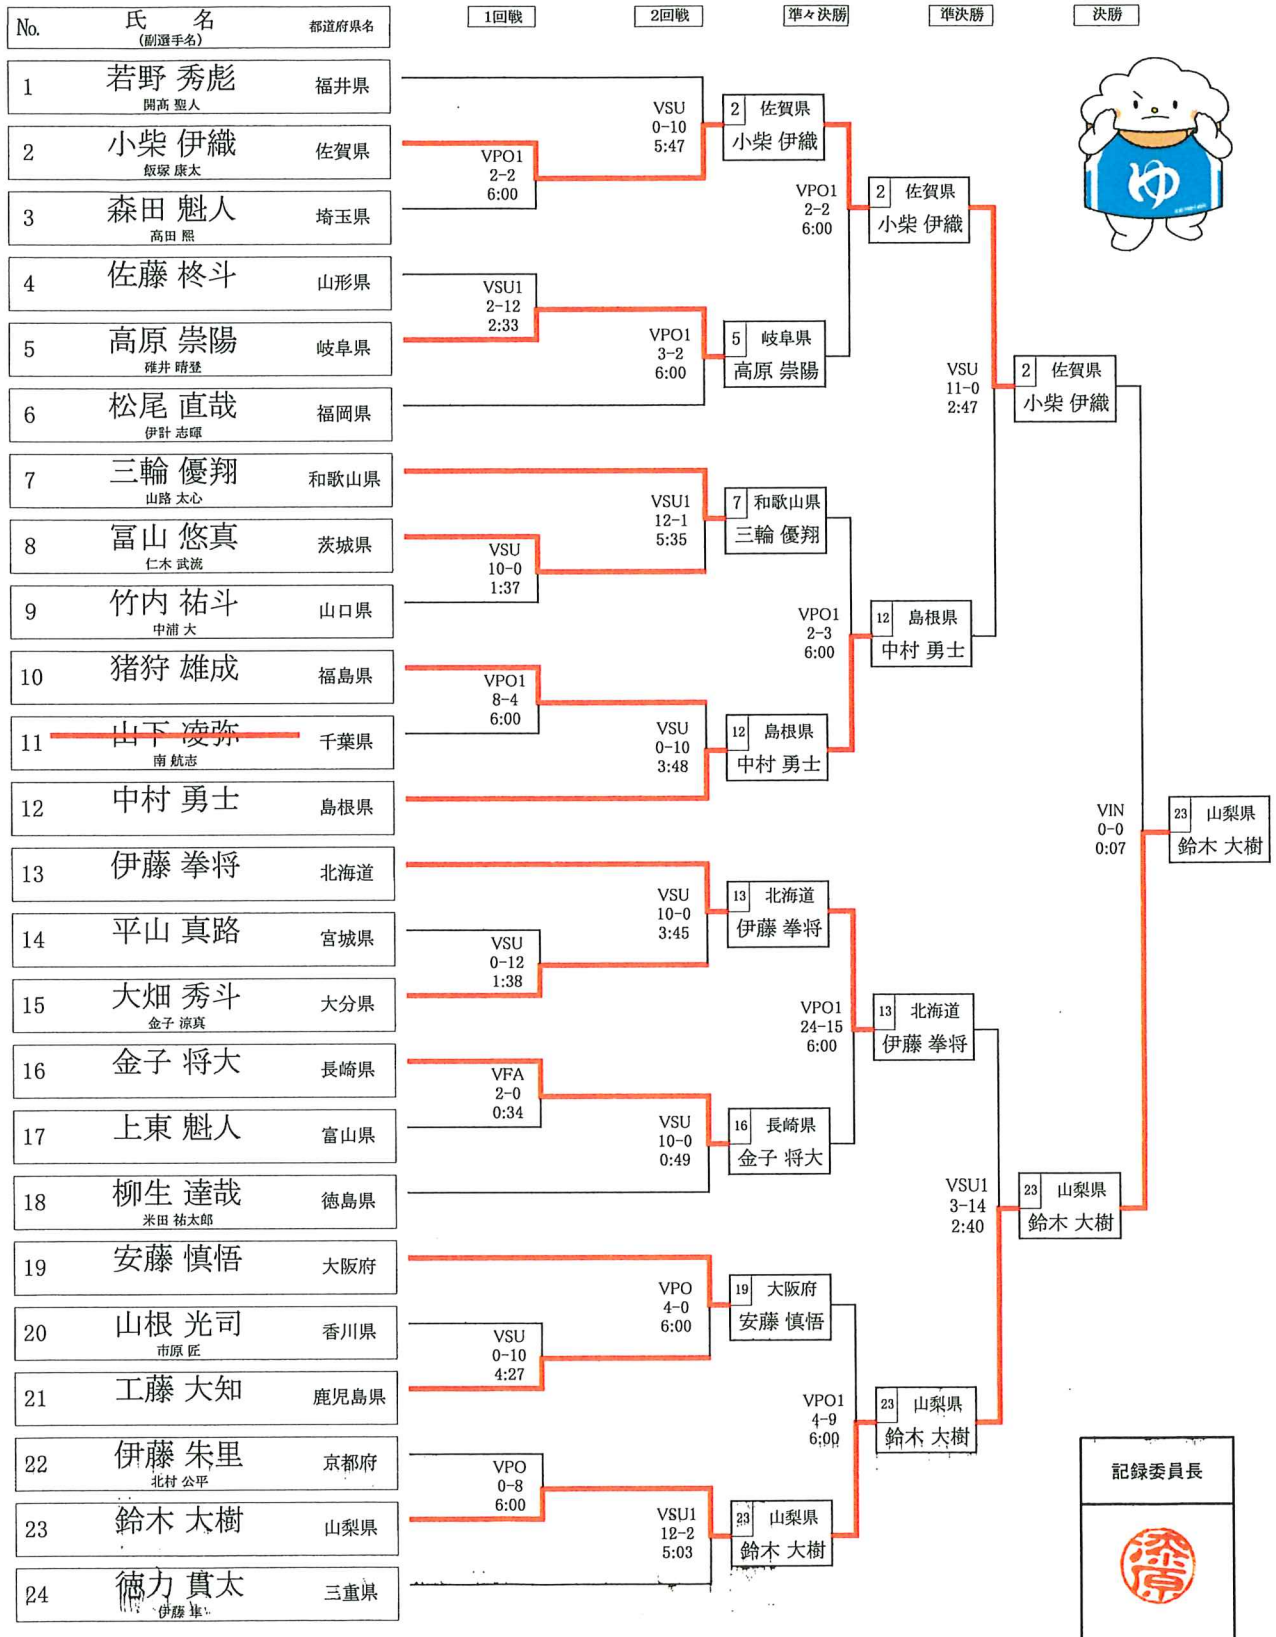 No. 氏 名 都道府県名 1回戦 2回戦 準々決勝 準決勝 決勝
(副選手名)
1 若野 秀彪 福井県
開髙 聖人
2 小柴 伊織 佐賀県
飯塚 康太
3 森田 魁人 埼玉県
髙田 熙
4 佐藤 柊斗 山形県
5 高原 崇陽 岐阜県
碓井 晴登
6 松尾 直哉 福岡県
伊計 志暉
7 三輪 優翔 和歌山県
山路 太心
8 冨山 悠真 茨城県
仁木 武流
9 竹内 祐斗 山口県
中浦 大
10 猪狩 雄成 福島県
11 山下 凌弥 千葉県
南 航志
12 中村 勇士 島根県
13 伊藤 拳将 北海道
14 平山 真路 宮城県
15 大畑 秀斗 大分県
金子 涼真
16 金子 将大 長崎県
17 上東 魁人 富山県
18 柳生 達哉 徳島県
米田 祐太郎
19 安藤 慎悟 大阪府
20 山根 光司 香川県
市原 匠
21 工藤 大知 鹿児島県
22 伊藤 朱里 京都府
北村 公平
23 鈴木 大樹 山梨県
24 徳力 貫太 三重県
伊藤 隼
VPO1
2-2
6:00
VSU1
2-12
2:33
VSU
10-0
1:37
VPO1
8-4
6:00
VSU
0-12
1:38
VFA
2-0
0:34
VSU
0-10
4:27
VPO
0-8
6:00
VSU
0-10
5:47
VPO1
3-2
6:00
VSU1
12-1
5:35
VSU
0-10
3:48
VSU
10-0
3:45
VSU
10-0
0:49
VPO
4-0
6:00
VSU1
12-2
5:03
2 佐賀県
小柴 伊織
5 岐阜県
高原 崇陽
7 和歌山県
三輪 優翔
12 島根県
中村 勇士
13 北海道
伊藤 拳将
16 長崎県
金子 将大
19 大阪府
安藤 慎悟
23 山梨県
鈴木 大樹
VPO1
2-2
6:00
VPO1
2-3
6:00
VPO1
24-15
6:00
VPO1
4-9
6:00
2 佐賀県
小柴 伊織
12 島根県
中村 勇士
13 北海道
伊藤 拳将
23 山梨県
鈴木 大樹
VSU
11-0
2:47
VSU1
3-14
2:40
2 佐賀県
小柴 伊織
23 山梨県
鈴木 大樹
VIN
0-0
0:07
23 山梨県
鈴木 大樹
ゆ
記録委員長
漆原